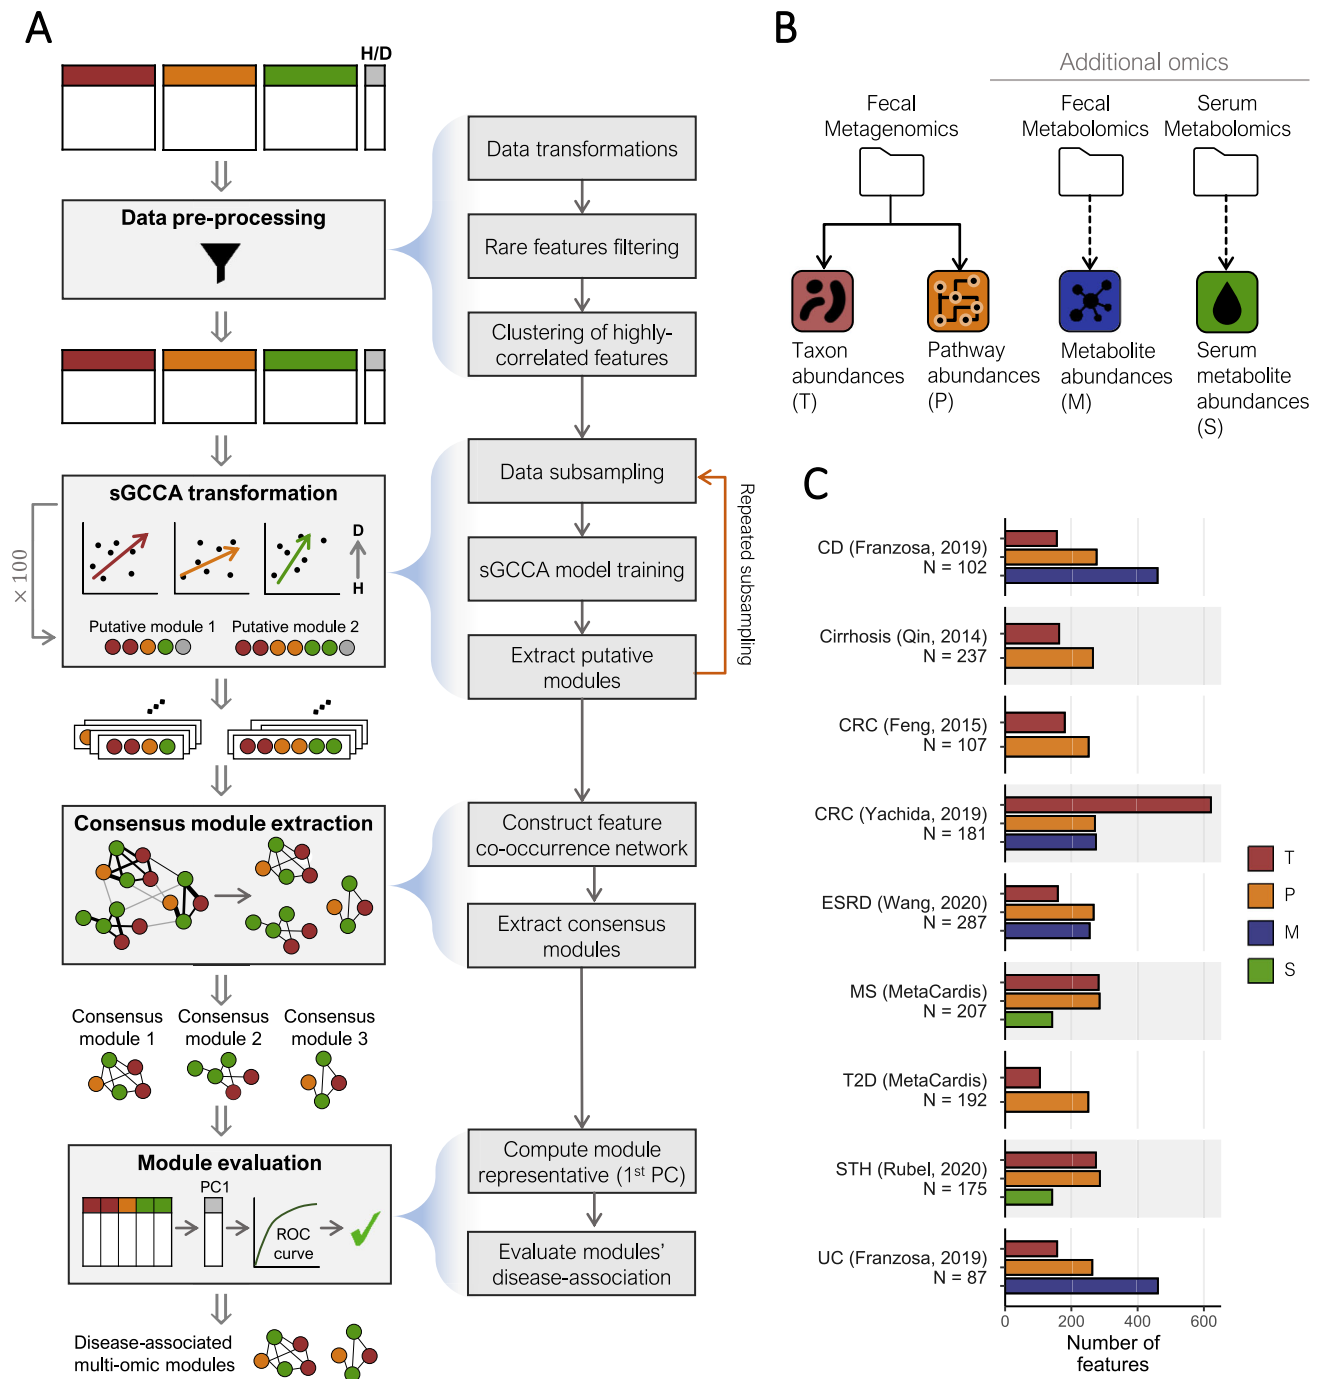 A
H/D
Data pre-processing
sGCCA transformation
D
H
× 100
Putative module 1
Putative module 2
Consensus module extraction
Consensus
module 1
Consensus
module 2
Consensus
module 3
Module evaluation
PC1
ROC
curve
Disease-associated
multi-omic modules
Data transformations
Rare features filtering
Clustering of highly-
correlated features
Data subsampling
sGCCA model training
Extract putative
modules
Repeated subsampling
Construct feature
co-occurrence network
Extract consensus
modules
Compute module
representative (1st PC)
Evaluate modules’
disease-association
B
Additional omics
Fecal
Metagenomics
Fecal
Metabolomics
Serum
Metabolomics
Taxon
abundances
(T)
Pathway
abundances
(P)
Metabolite
abundances
(M)
Serum
metabolite
abundances
(S)
C
CD (Franzosa, 2019)
N = 102
Cirrhosis (Qin, 2014)
N = 237
CRC (Feng, 2015)
N = 107
CRC (Yachida, 2019)
N = 181
ESRD (Wang, 2020)
N = 287
MS (MetaCardis)
N = 207
T2D (MetaCardis)
N = 192
STH (Rubel, 2020)
N = 175
UC (Franzosa, 2019)
N = 87
0
200
400
600
Number of
features
T
P
M
S